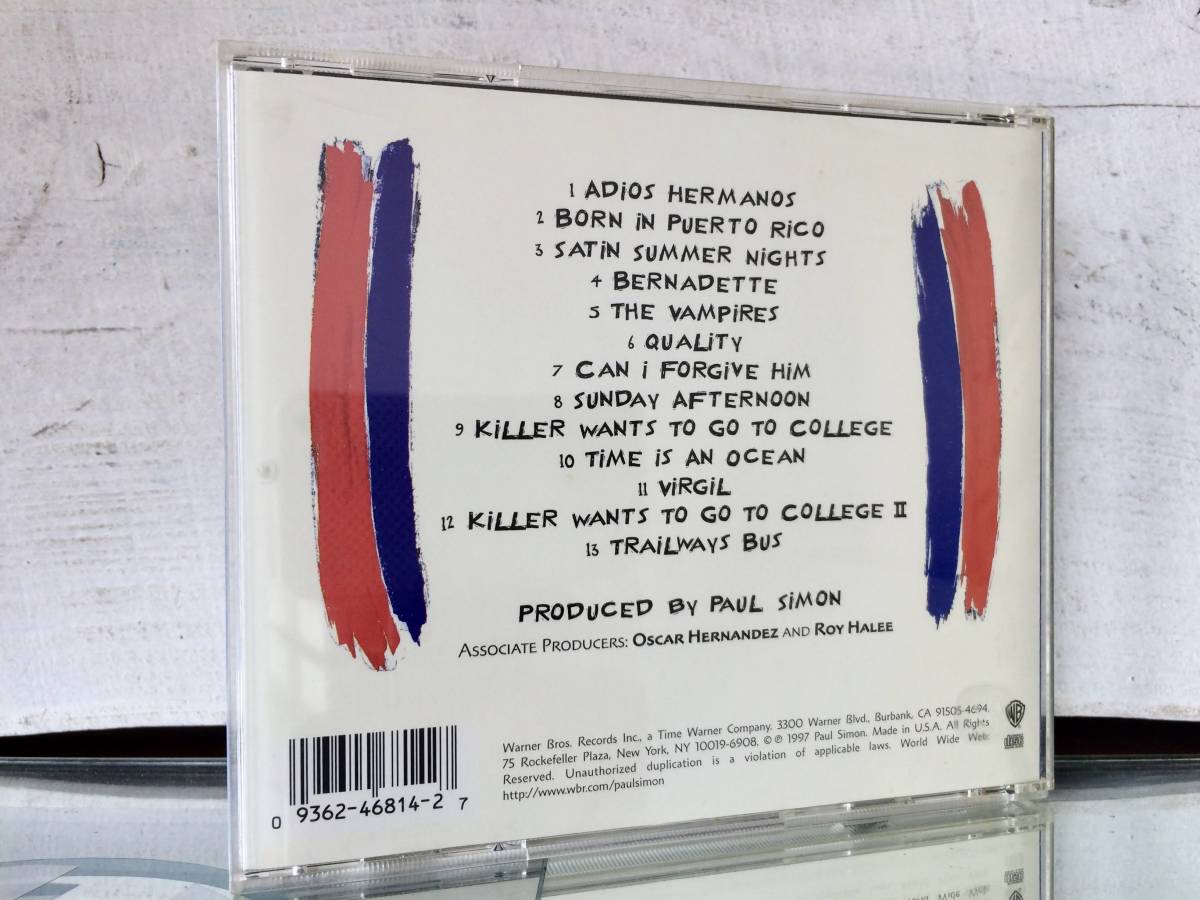 1 ADiOS HERMANOS
2 BORN iN PUERTO RiCO
3 SATiN SUMMER NiGHTS
4 BERNADETTE
5 THE VAMPiRES
6 QUALiTY
7 CAN i FORGiVE HiM
8 SUNDAY AFTERNOON
9 KiLLER WANTS TO GO TO COLLEGE
10 TiME iS AN OCEAN
11 ViRGiL
12 KiLLER WANTS TO GO TO COLLEGE II
13 TRAiLWAYS BUS
PRODUCED BY PAUL SiMON
ASSOCIATE PRODUCERS: OSCAR HERNANDEZ AND ROY HALEE
Warner Bros. Records Inc., a Time Warner Company. 3300 Warner Blvd., Burbank, CA 91505-4694.
75 Rockefeller Plaza, New York, NY 10019-6908. © ℗ 1997 Paul Simon. Made in U.S.A. All Rights
Reserved. Unauthorized duplication is a violation of applicable laws. World Wide Web:
http://www.wbr.com/paulsimon
WB
0 9362-46814-2 7